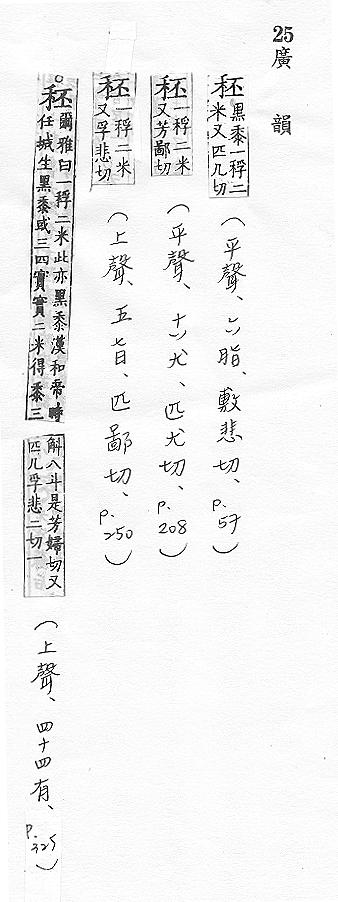 25
廣 韻
秠 黑黍一稃二
米又匹几切
(平聲、六脂、敷悲切、P. 57)
秠 一稃二米
又芳鄙切
(平聲、十八尤、匹尤切、P. 208)
秠 一稃二米
又孚悲切
(上聲、五旨、匹鄙切、P. 250)
秠 爾雅曰一稃二米此亦黑黍漢和帝時
任城生黑黍或三四實實二米得黍三
斛八斗是芳婦切又
匹几孚悲二切一
(上聲、四十四有、P. 325)